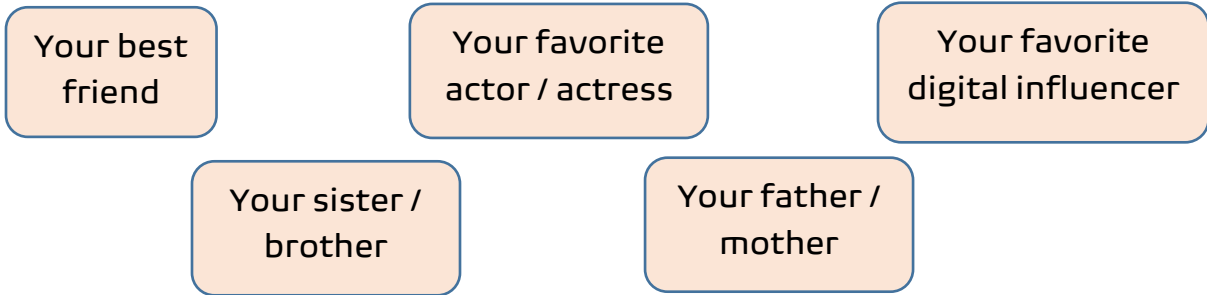 Your best
friend
Your favorite
actor / actress
Your favorite
digital influencer
Your sister /
brother
Your father /
mother